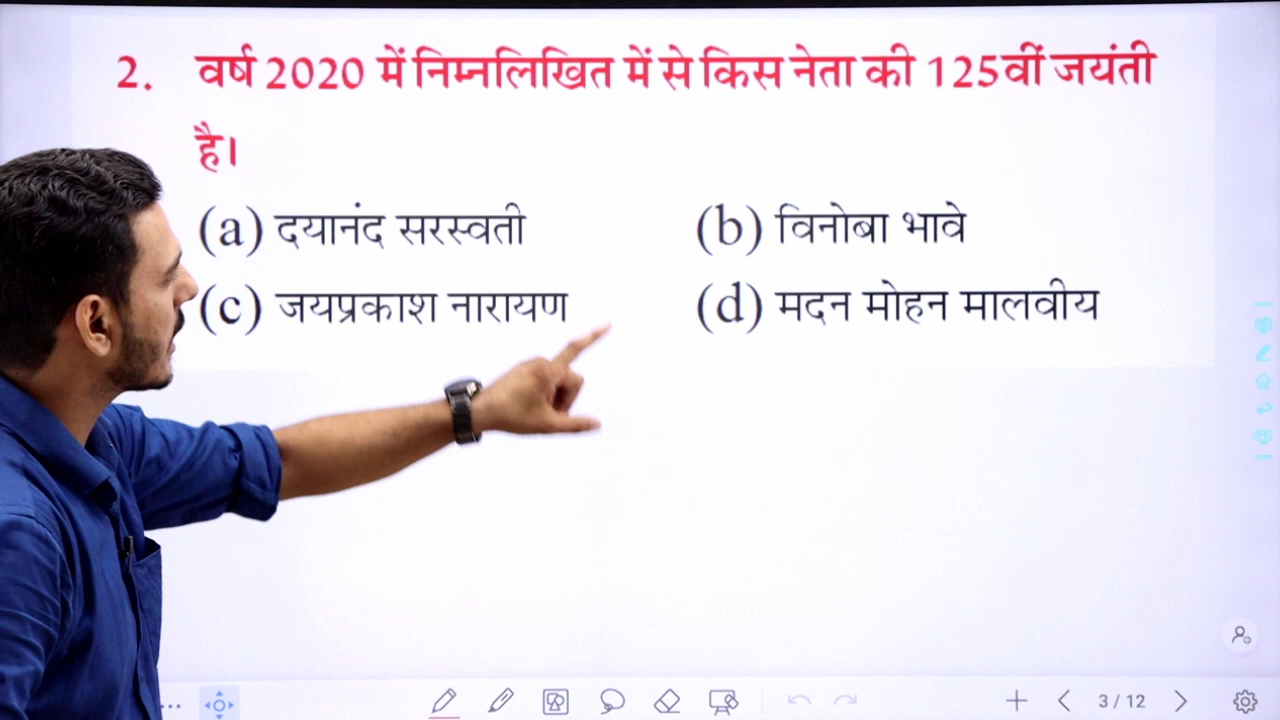 2. वर्ष 2020 में निम्नलिखित में से किस नेता की 125वीं जयंती
है।
(a) दयानंद सरस्वती (b) विनोबा भावे
(c) जयप्रकाश नारायण (d) मदन मोहन मालवीय
3 / 12